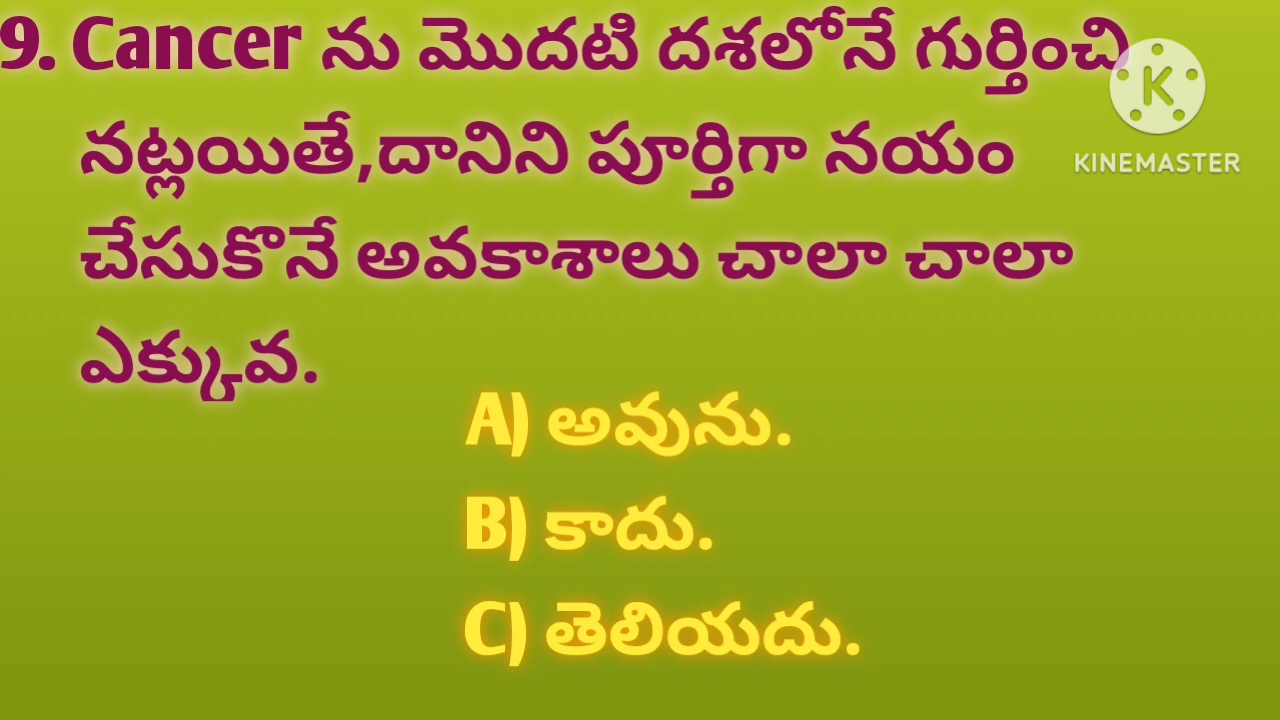 9. Cancer ను మొదటి దశలోనే గుర్తించి
నట్లయితే,దానిని పూర్తిగా నయం
చేసుకొనే అవకాశాలు చాలా చాలా
ఎక్కువ.
A) అవును.
B) కాదు.
C) తెలియదు.
K
KINEMASTER